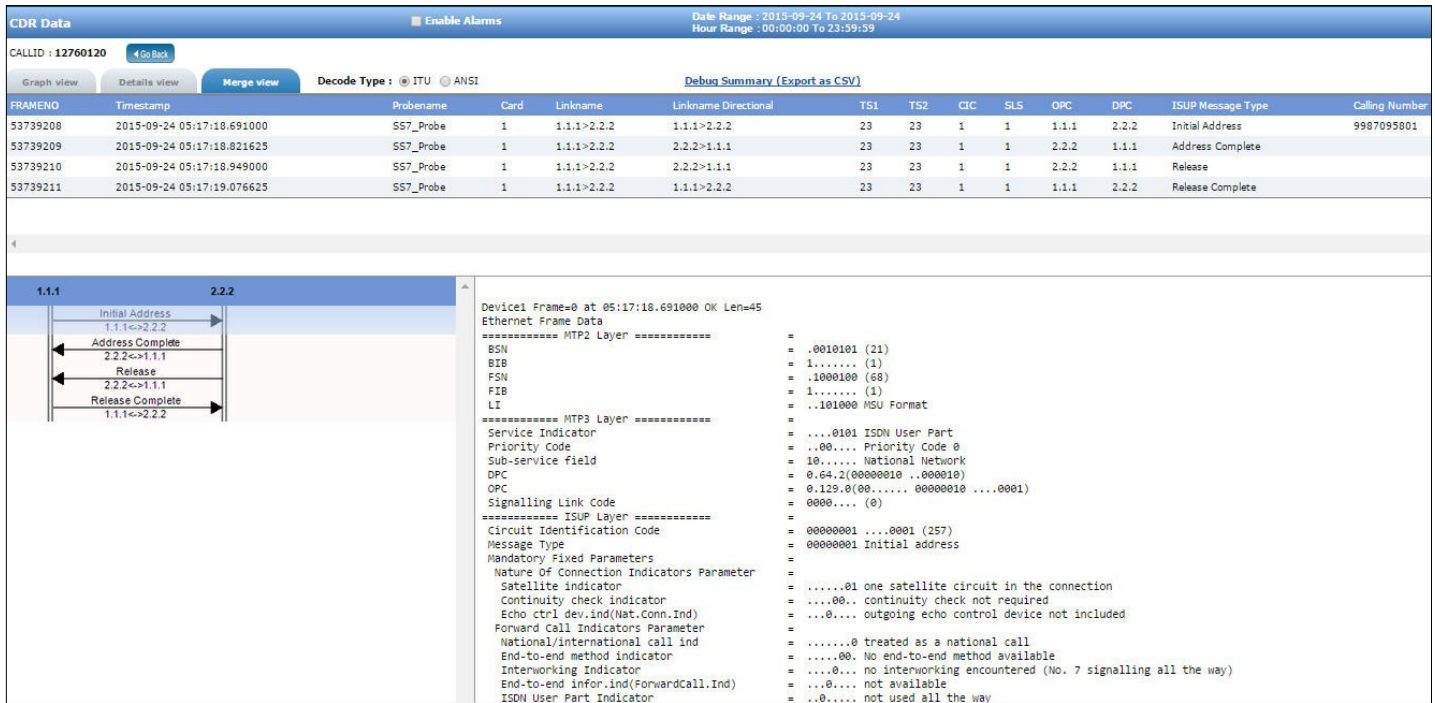 CDR Data Enable Alarms Date Range : 2015-09-24 To 2015-09-24
Hour Range : 00:00:00 To 23:59:59
CALLID : 12760120 Go Back
Graph view Details view Merge view Decode Type : ITU ANSI Debug Summary (Export as CSV)
FRAMENO Timestamp Probename Card Linkname Linkname Directional TS1 TS2 CIC SLS OPC DPC ISUP Message Type Calling Number
53739208 2015-09-24 05:17:18.691000 SS7_Probe 1 1.1.1>2.2.2 1.1.1>2.2.2 23 23 1 1 1.1.1 2.2.2 Initial Address 9987095801
53739209 2015-09-24 05:17:18.821625 SS7_Probe 1 1.1.1>2.2.2 2.2.2>1.1.1 23 23 1 1 2.2.2 1.1.1 Address Complete
53739210 2015-09-24 05:17:18.949000 SS7_Probe 1 1.1.1>2.2.2 2.2.2>1.1.1 23 23 1 1 2.2.2 1.1.1 Release
53739211 2015-09-24 05:17:19.076625 SS7_Probe 1 1.1.1>2.2.2 1.1.1>2.2.2 23 23 1 1 1.1.1 2.2.2 Release Complete
1.1.1 2.2.2
Initial Address
1.1.1<->2.2.2
Address Complete
2.2.2<->1.1.1
Release
2.2.2<->1.1.1
Release Complete
1.1.1<->2.2.2
Device1 Frame=0 at 05:17:18.691000 OK Len=45
Ethernet Frame Data
============ MTP2 Layer ============ =
BSN = .0010101 (21)
BIB = 1....... (1)
FSN = .1000100 (68)
FIB = 1....... (1)
LI = ..101000 MSU Format
============ MTP3 Layer ============ =
Service Indicator = ....0101 ISDN User Part
Priority Code = ..00.... Priority Code 0
Sub-service field = 10...... National Network
DPC = 0.64.2(00000010 ..000010)
OPC = 0.129.0(00...... 00000010 ....0001)
Signalling Link Code = 0000.... (0)
============ ISUP Layer ============ =
Circuit Identification Code = 00000001 ....0001 (257)
Message Type = 00000001 Initial address
Mandatory Fixed Parameters =
Nature Of Connection Indicators Parameter =
Satellite indicator = ......01 one satellite circuit in the connection
Continuity check indicator = ....00.. continuity check not required
Echo ctrl dev.ind(Nat.Conn.Ind) = ...0.... outgoing echo control device not included
Forward Call Indicators Parameter =
National/international call ind = .......0 treated as a national call
End-to-end method indicator = .....00. No end-to-end method available
Interworking Indicator = ....0... no interworking encountered (No. 7 signalling all the way)
End-to-end infor.ind(ForwardCall.Ind) = ...0.... not available
ISDN User Part Indicator = ..0..... not used all the way